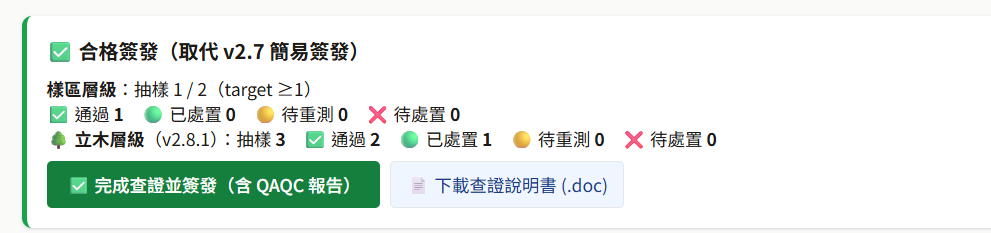 ✅ 合格簽發（取代 v2.7 簡易簽發）
樣區層級：抽樣 1 / 2（target ≥1）
✅ 通過 1 🟢 已處置 0 🟡 待重測 0 ❌ 待處置 0
🌳 立木層級（v2.8.1）：抽樣 3 ✅ 通過 2 🟢 已處置 1 🟡 待重測 0 ❌ 待處置 0
✅ 完成查證並簽發（含 QAQC 報告） 📄 下載查證說明書 (.doc)